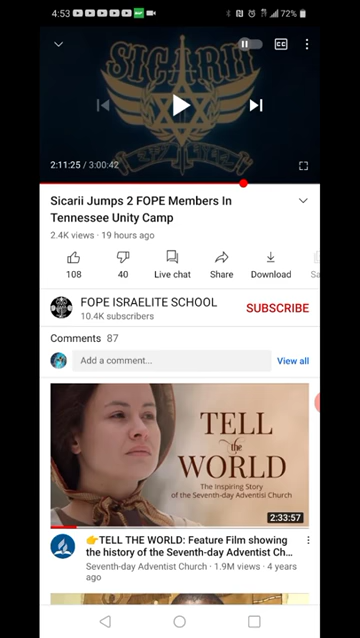 4:53
72%
SICARII
2:11:25 / 3:00:42
Sicarii Jumps 2 FOPE Members In
Tennessee Unity Camp
2.4K views · 19 hours ago
108
40
Live chat
Share
Download
Sa
FOPE ISRAELITE SCHOOL
10.4K subscribers
SUBSCRIBE
Comments 87
Add a comment...
View all
TELL
the
WORLD
The Inspiring Story
of the Seventh-day Adventist Church
2:33:57
👉TELL THE WORLD: Feature Film showing
the history of the Seventh-day Adventist Ch...
Seventh-day Adventist Church · 1.9M views · 4 years
ago